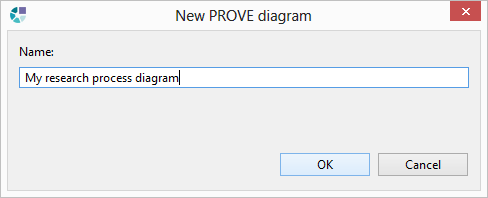 New PROVE diagram
Name:
My research process diagram
OK
Cancel